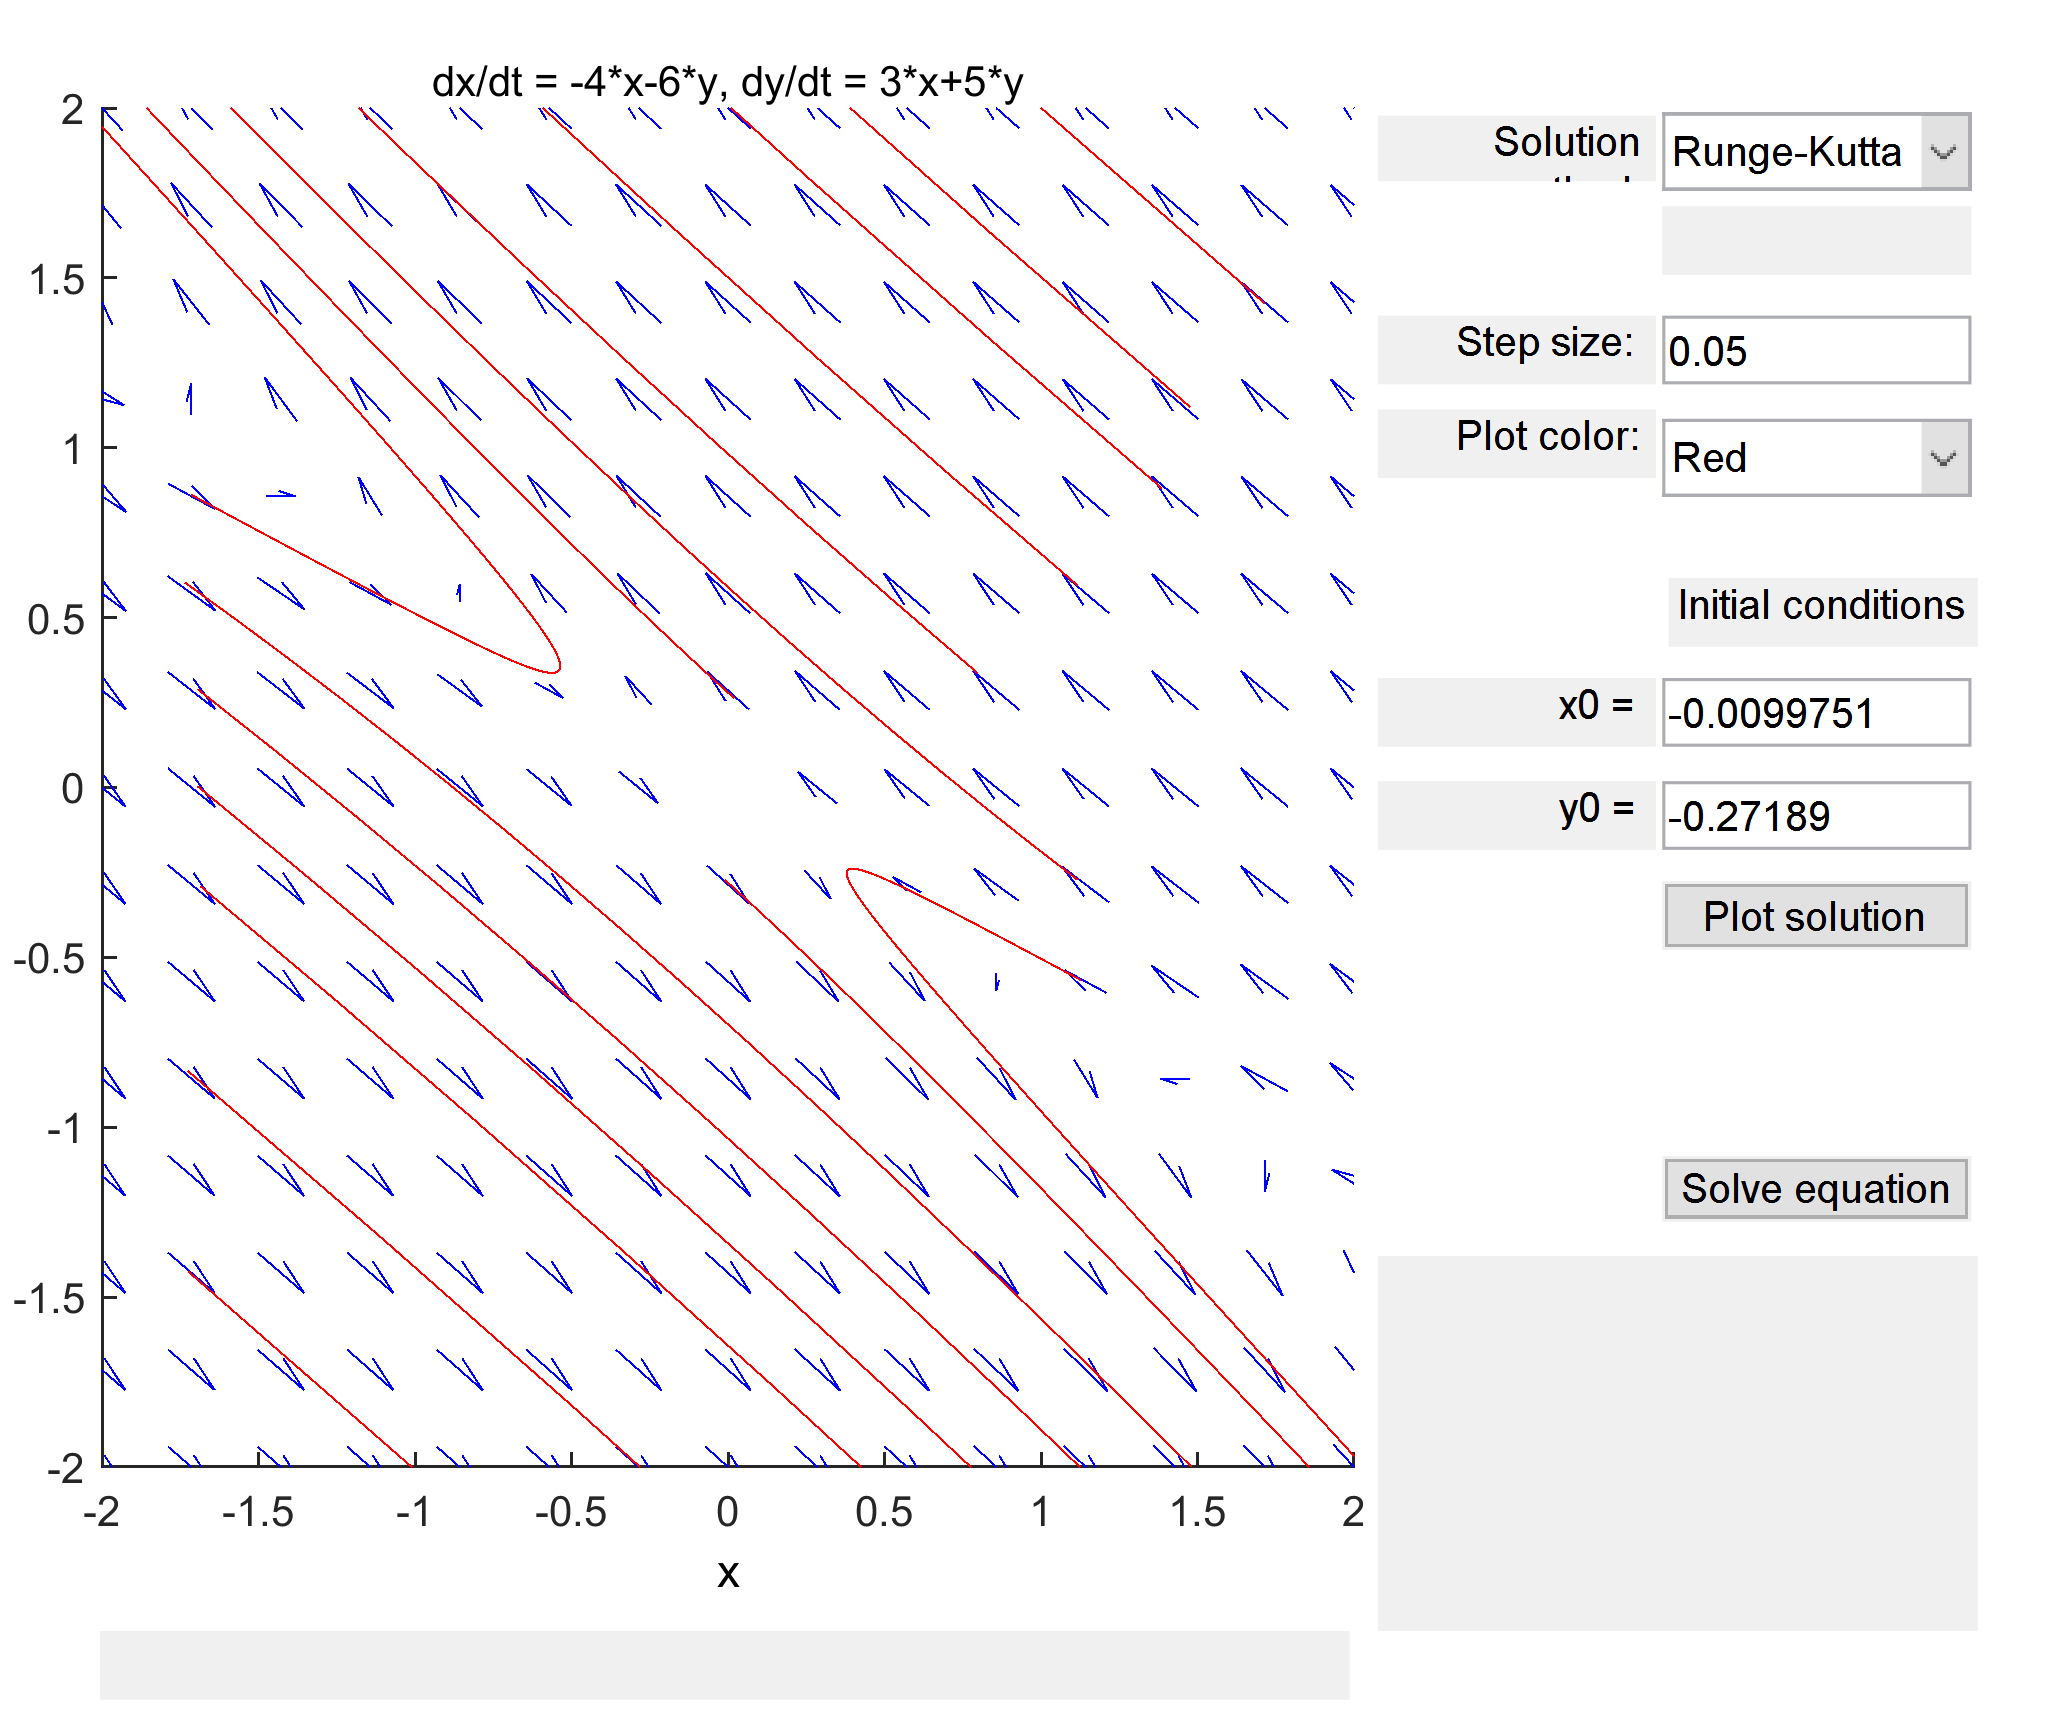 dx/dt = -4*x-6*y, dy/dt = 3*x+5*y
2
1.5
1
0.5
0
-0.5
-1
-1.5
-2
-2 -1.5 -1 -0.5 0 0.5 1 1.5 2
x
Solution
Runge-Kutta
Step size:
0.05
Plot color:
Red
Initial conditions
x0 =
-0.0099751
y0 =
-0.27189
Plot solution
Solve equation